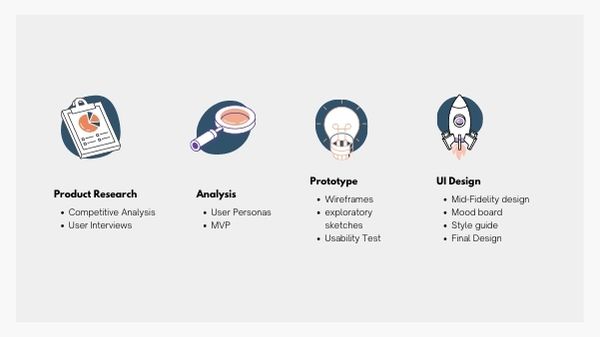 Product Research
Competitive Analysis
User Interviews
Analysis
User Personas
MVP
Prototype
Wireframes
exploratory
sketches
Usability Test
UI Design
Mid-Fidelity design
Mood board
Style guide
Final Design